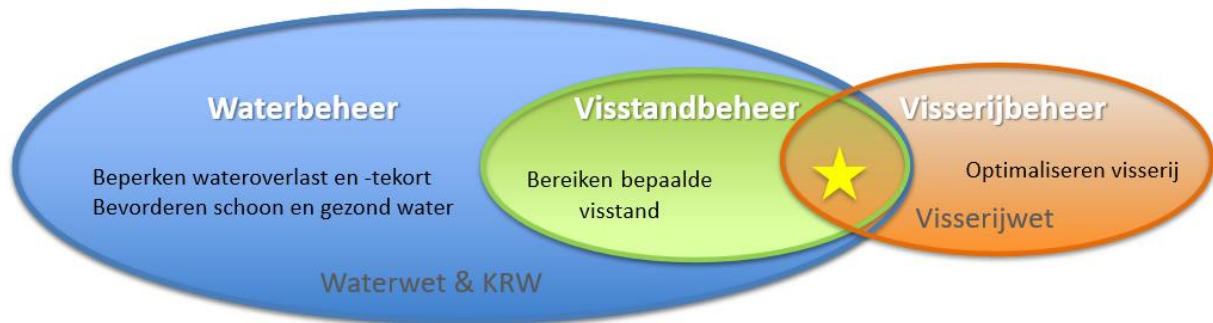 Waterbeheer
Beperken wateroverlast en -tekort
Bevorderen schoon en gezond water
Waterwet & KRW
Visstandbeheer
Bereiken bepaalde
visstand
Visserijbeheer
Optimaliseren visserij
Visserijwet